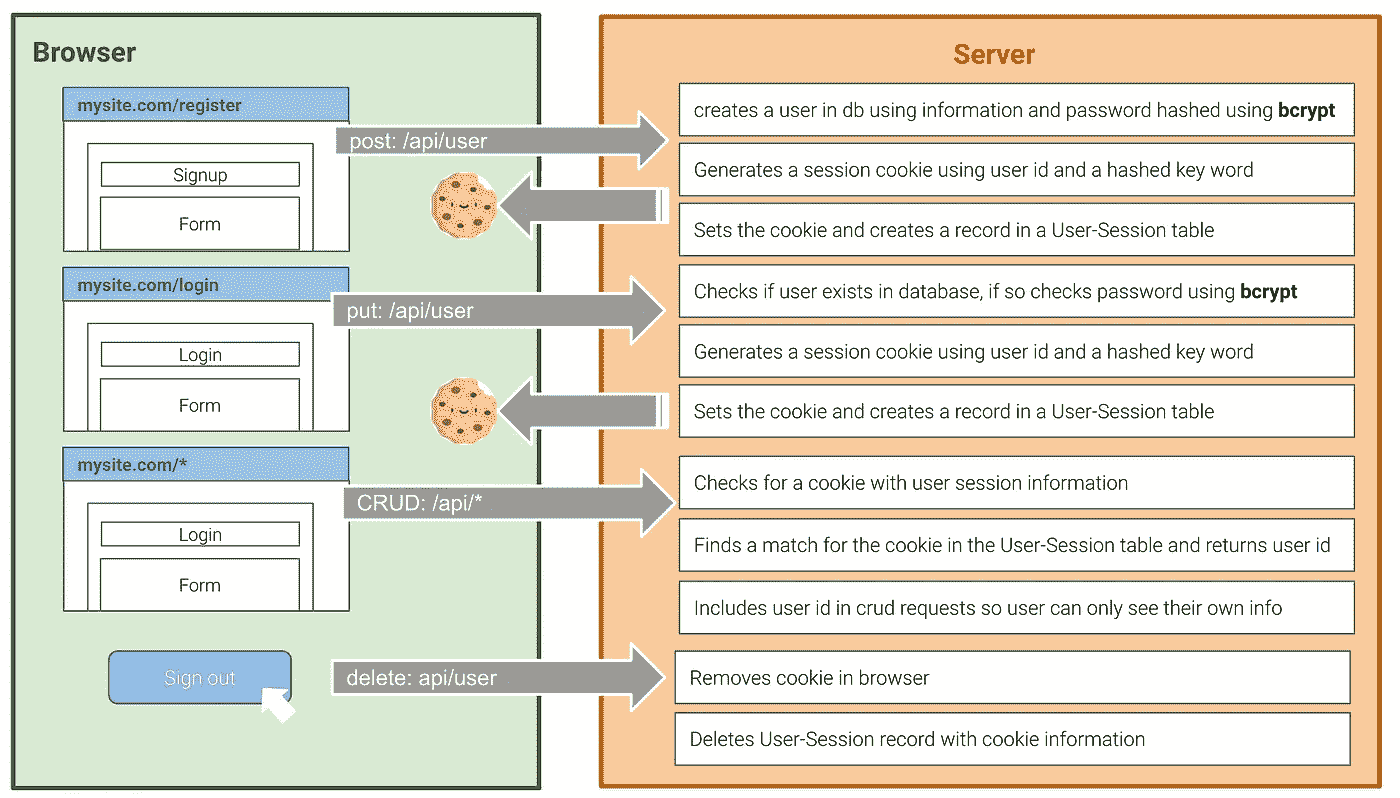 Browser
Server
mysite.com/register
Signup
Form
post: /api/user
creates a user in db using information and password hashed using bcrypt
Generates a session cookie using user id and a hashed key word
Sets the cookie and creates a record in a User-Session table
mysite.com/login
Login
Form
put: /api/user
Checks if user exists in database, if so checks password using bcrypt
Generates a session cookie using user id and a hashed key word
Sets the cookie and creates a record in a User-Session table
mysite.com/*
Login
Form
CRUD: /api/*
Checks for a cookie with user session information
Finds a match for the cookie in the User-Session table and returns user id
Includes user id in crud requests so user can only see their own info
Sign out
delete: api/user
Removes cookie in browser
Deletes User-Session record with cookie information